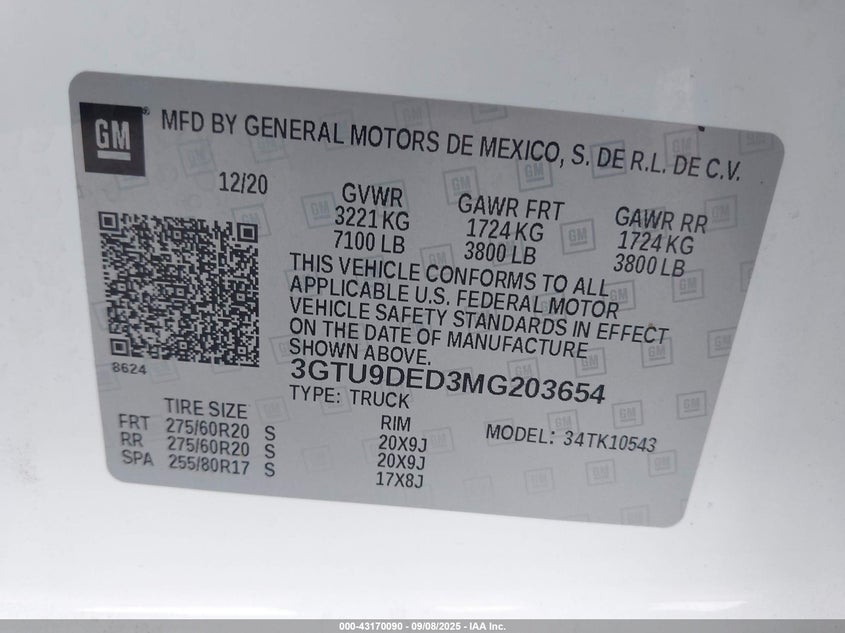 GM ® MFD BY GENERAL MOTORS DE MEXICO, S. DE R.L. DE C.V.
12/20
GVWR
3221 KG
7100 LB
GAWR FRT
1724 KG
3800 LB
GAWR RR
1724 KG
3800 LB
THIS VEHICLE CONFORMS TO ALL
APPLICABLE U.S. FEDERAL MOTOR
VEHICLE SAFETY STANDARDS IN EFFECT
ON THE DATE OF MANUFACTURE
SHOWN ABOVE.
8624
3GTU9DED3MG203654
TYPE: TRUCK
MODEL: 34TK10543
TIRE SIZE RIM
FRT 275/60R20 S 20X9J
RR 275/60R20 S 20X9J
SPA 255/80R17 S 17X8J
000-43170090 - 09/08/2025 - IAA Inc.